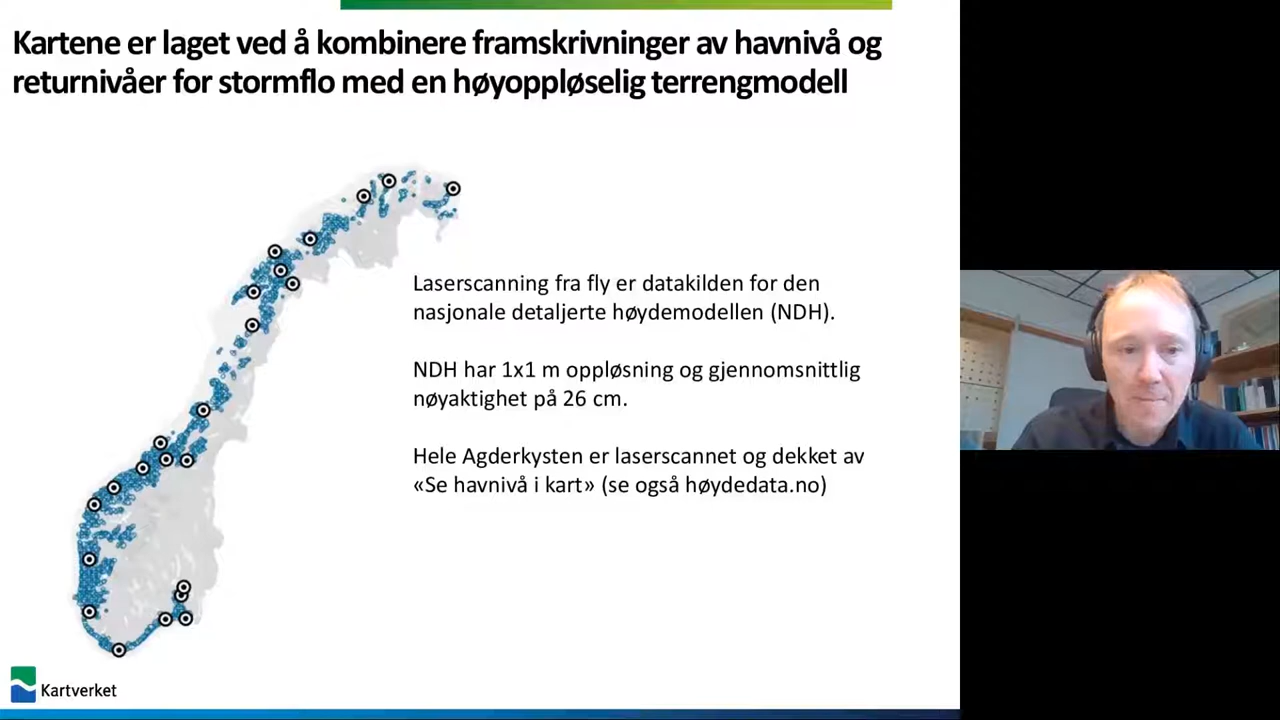 Kartene er laget ved å kombinere framskrivninger av havnivå og
returnivåer for stormflo med en høyoppløselig terrengmodell
Laserscanning fra fly er datakilden for den
nasjonale detaljerte høydemodellen (NDH).
NDH har 1x1 m oppløsning og gjennomsnittlig
nøyaktighet på 26 cm.
Hele Agderkysten er laserscannet og dekket av
«Se havnivå i kart» (se også høydedata.no)
Kartverket